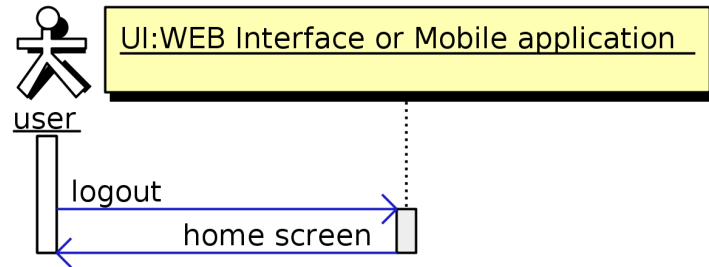 UI:WEB Interface or Mobile application
user
logout
home screen